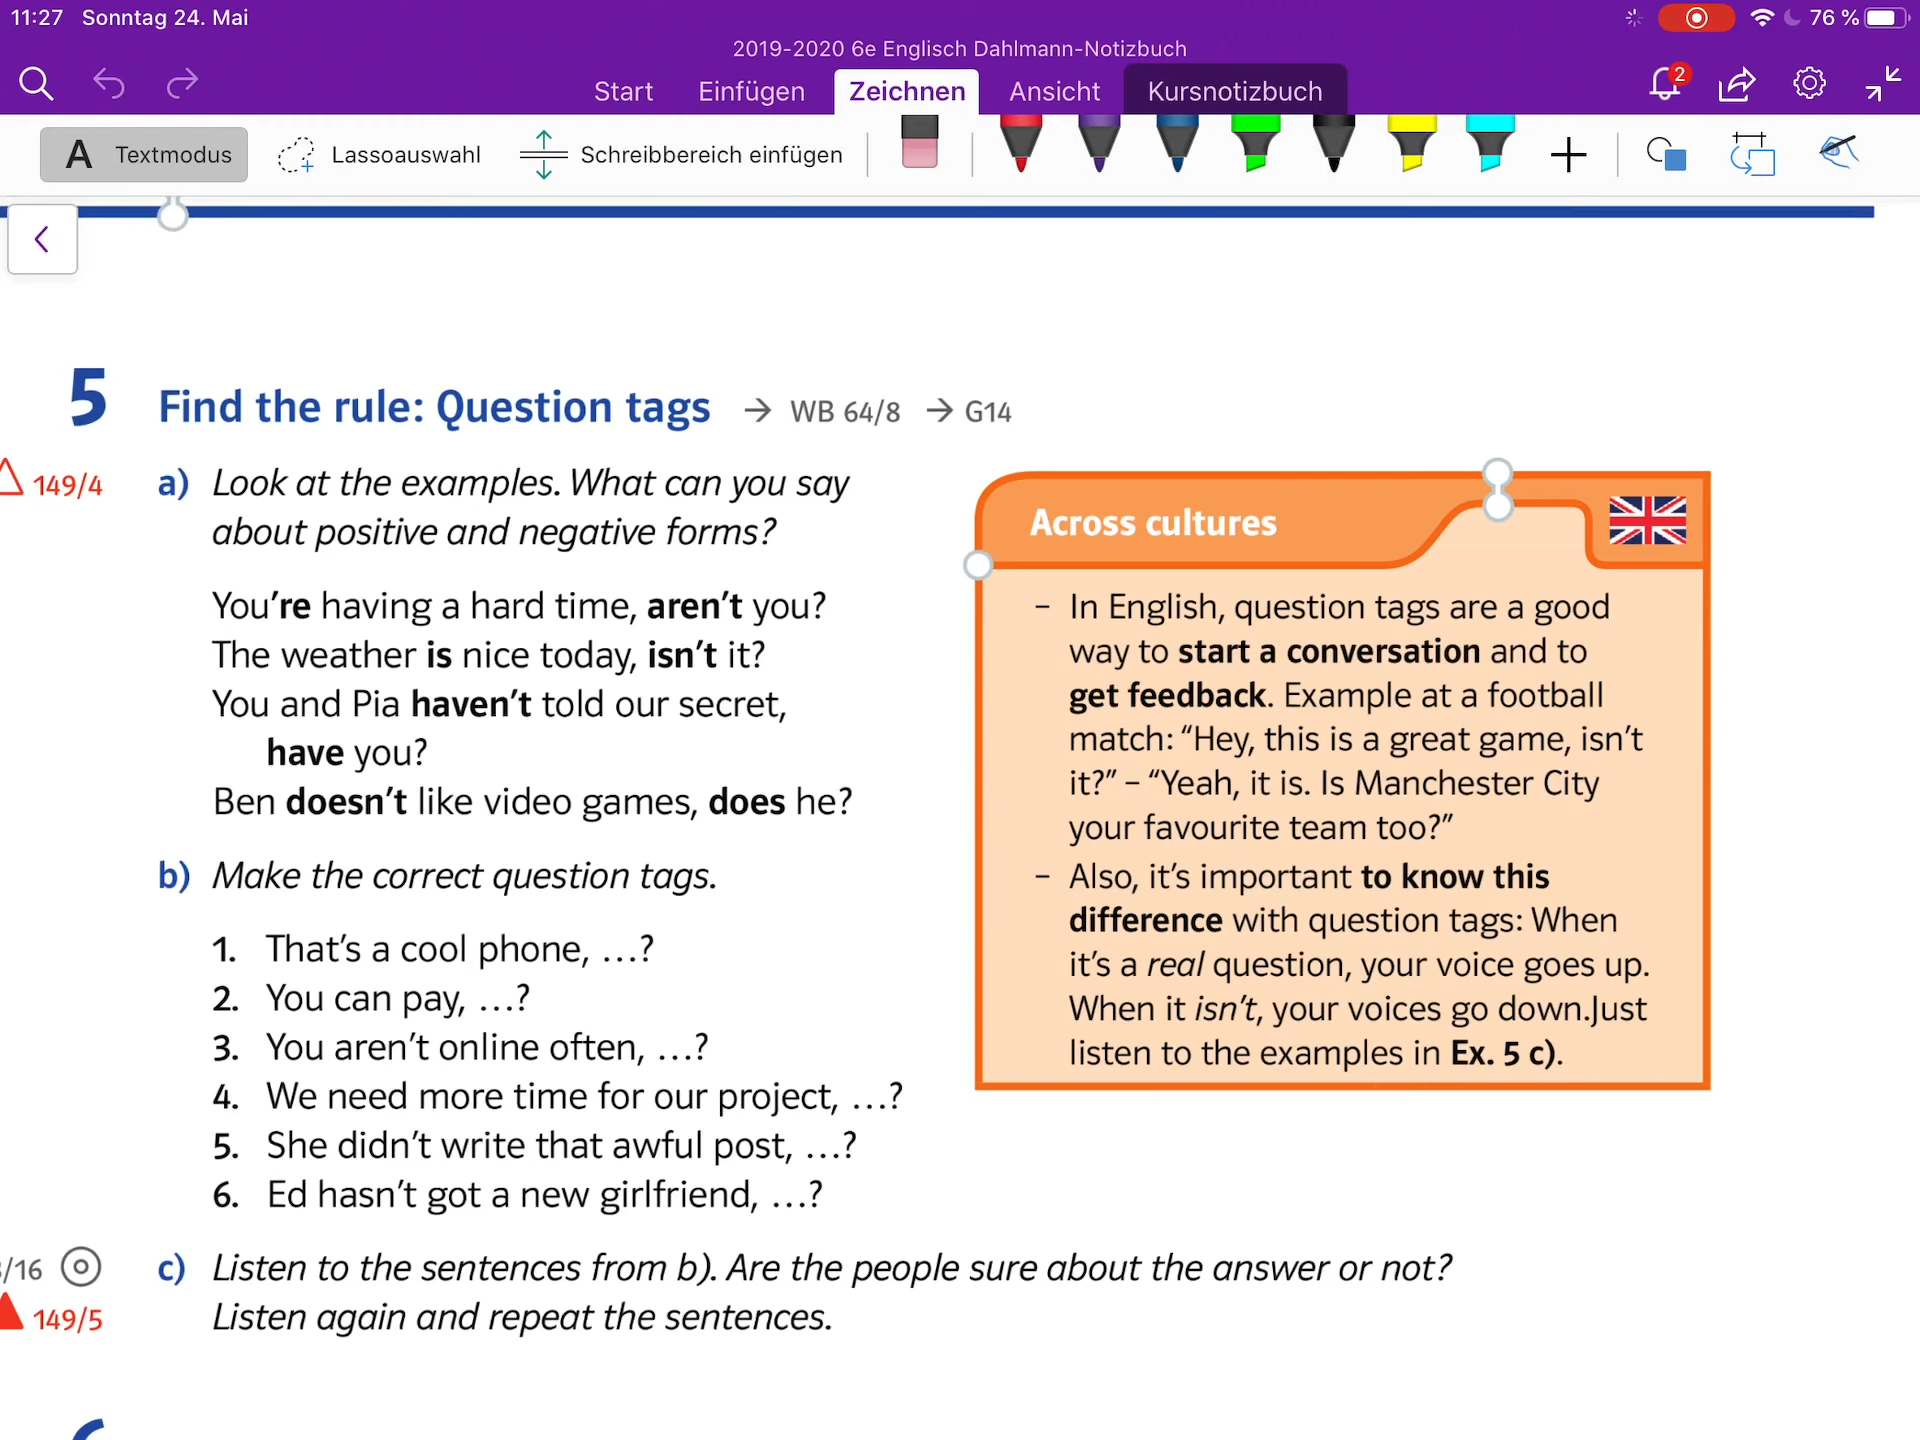 11:27 Sonntag 24. Mai
76 %
2019-2020 6e Englisch Dahlmann-Notizbuch
Start Einfügen Zeichnen Ansicht Kursnotizbuch
2
A Textmodus Lassoauswahl Schreibbereich einfügen
5 Find the rule: Question tags → WB 64/8 → G14
149/4
a) Look at the examples. What can you say
about positive and negative forms?
You're having a hard time, aren't you?
The weather is nice today, isn't it?
You and Pia haven't told our secret,
have you?
Ben doesn't like video games, does he?
b) Make the correct question tags.
1. That's a cool phone, …?
2. You can pay, …?
3. You aren't online often, …?
4. We need more time for our project, …?
5. She didn't write that awful post, …?
6. Ed hasn't got a new girlfriend, …?
Across cultures
– In English, question tags are a good
way to start a conversation and to
get feedback. Example at a football
match: “Hey, this is a great game, isn't
it?” – “Yeah, it is. Is Manchester City
your favourite team too?”
– Also, it's important to know this
difference with question tags: When
it's a real question, your voice goes up.
When it isn't, your voices go down.Just
listen to the examples in Ex. 5 c).
/16
149/5
c) Listen to the sentences from b). Are the people sure about the answer or not?
Listen again and repeat the sentences.